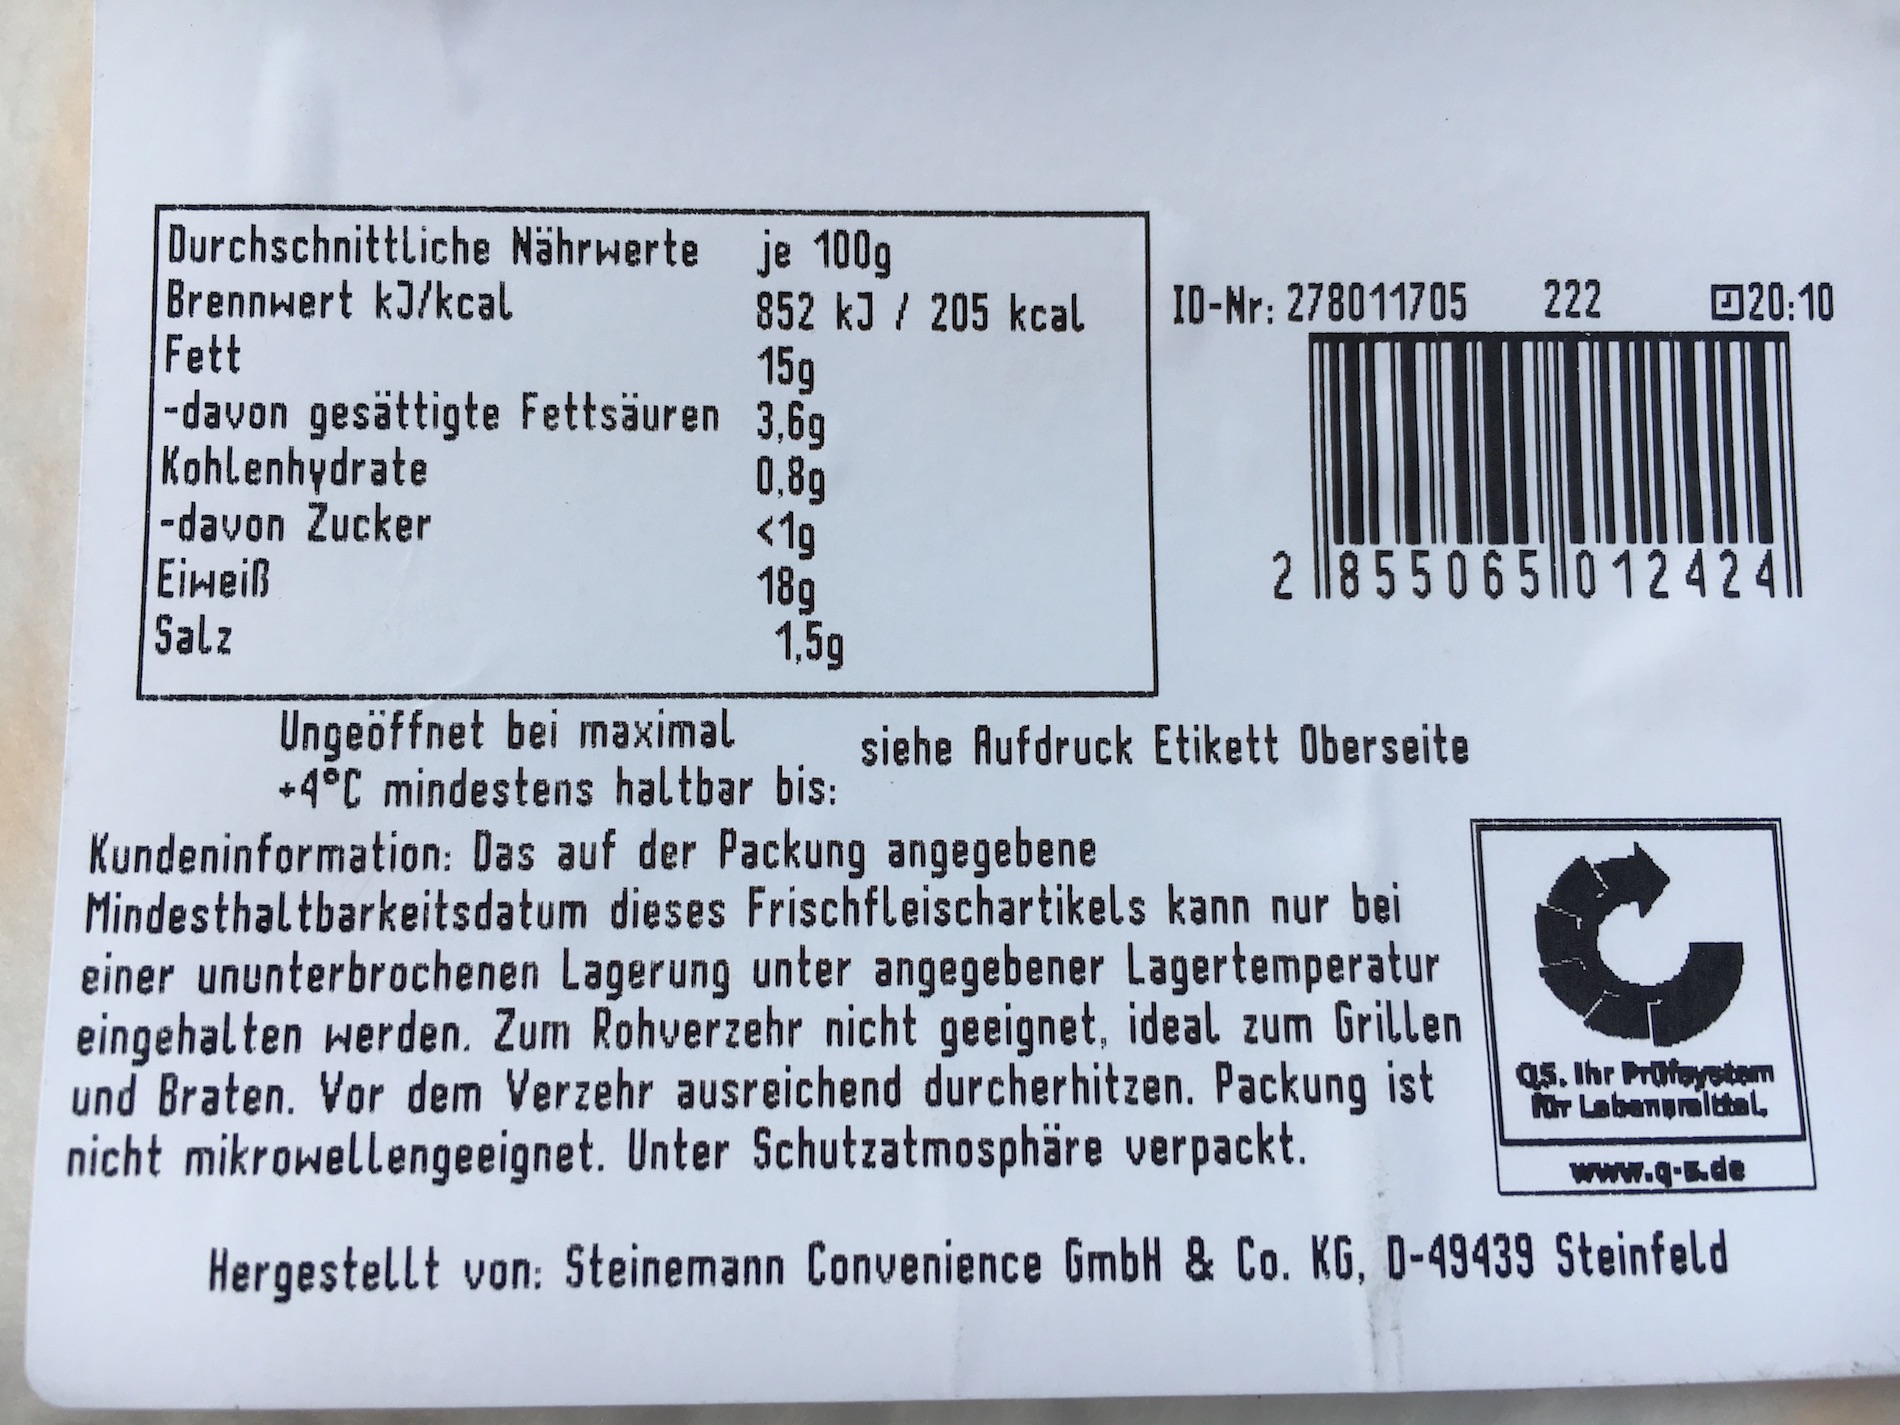 Durchschnittliche Nährwerte je 100g
Brennwert kJ/kcal 852 kJ / 205 kcal
Fett 15g
-davon gesättigte Fettsäuren 3,6g
Kohlenhydrate 0,8g
-davon Zucker <1g
Eiweiß 18g
Salz 1,5g
ID-Nr: 278011705 222 20:10
2 855065 012424
Ungeöffnet bei maximal
+4°C mindestens haltbar bis:
siehe Aufdruck Etikett Oberseite
Kundeninformation: Das auf der Packung angegebene
Mindesthaltbarkeitsdatum dieses Frischfleischartikels kann nur bei
einer ununterbrochenen Lagerung unter angegebener Lagertemperatur
eingehalten werden. Zum Rohverzehr nicht geeignet, ideal zum Grillen
und Braten. Vor dem Verzehr ausreichend durcherhitzen. Packung ist
nicht mikrowellengeeignet. Unter Schutzatmosphäre verpackt.
QS. Ihr Prüfsystem
für Lebensmittel.
www.q-s.de
Hergestellt von: Steinemann Convenience GmbH & Co. KG, D-49439 Steinfeld